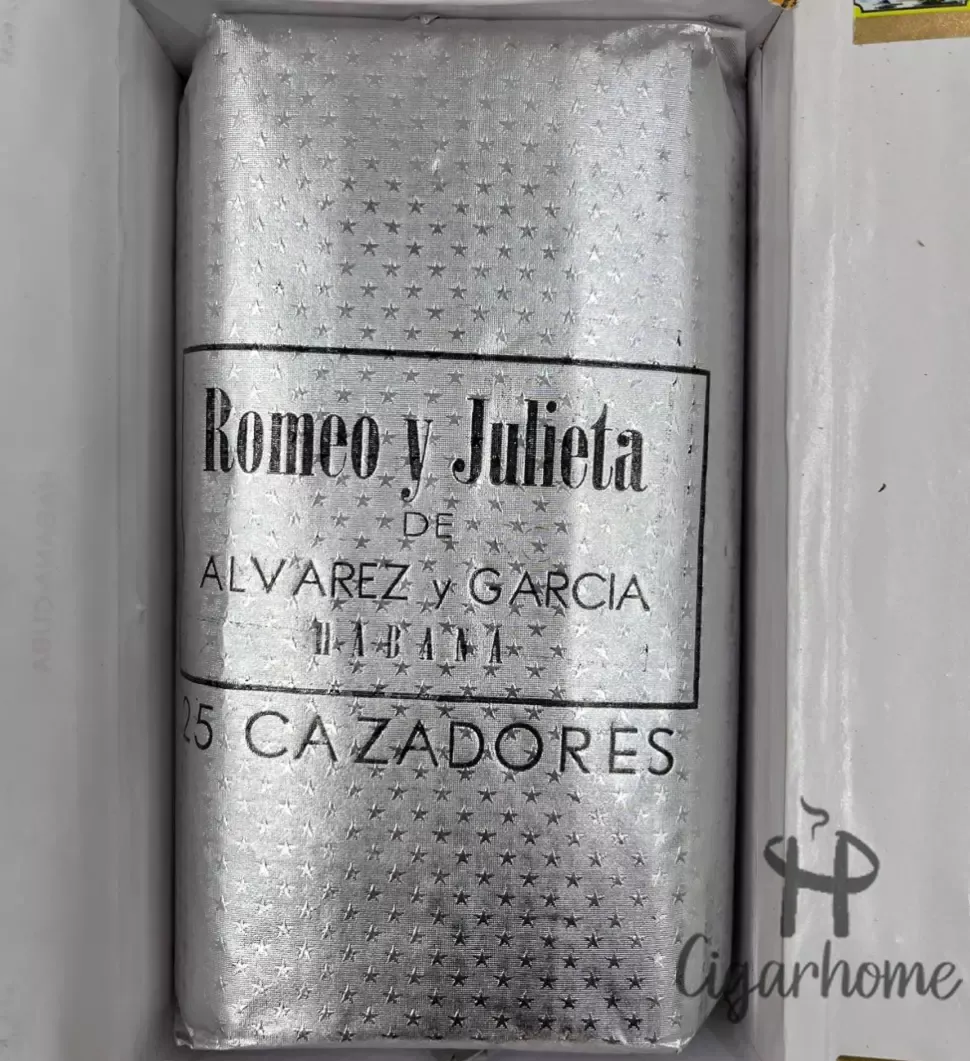 Romeo y Julieta
DE
ALVAREZ y GARCIA
HABANA
25 CAZADORES
Cigarhome